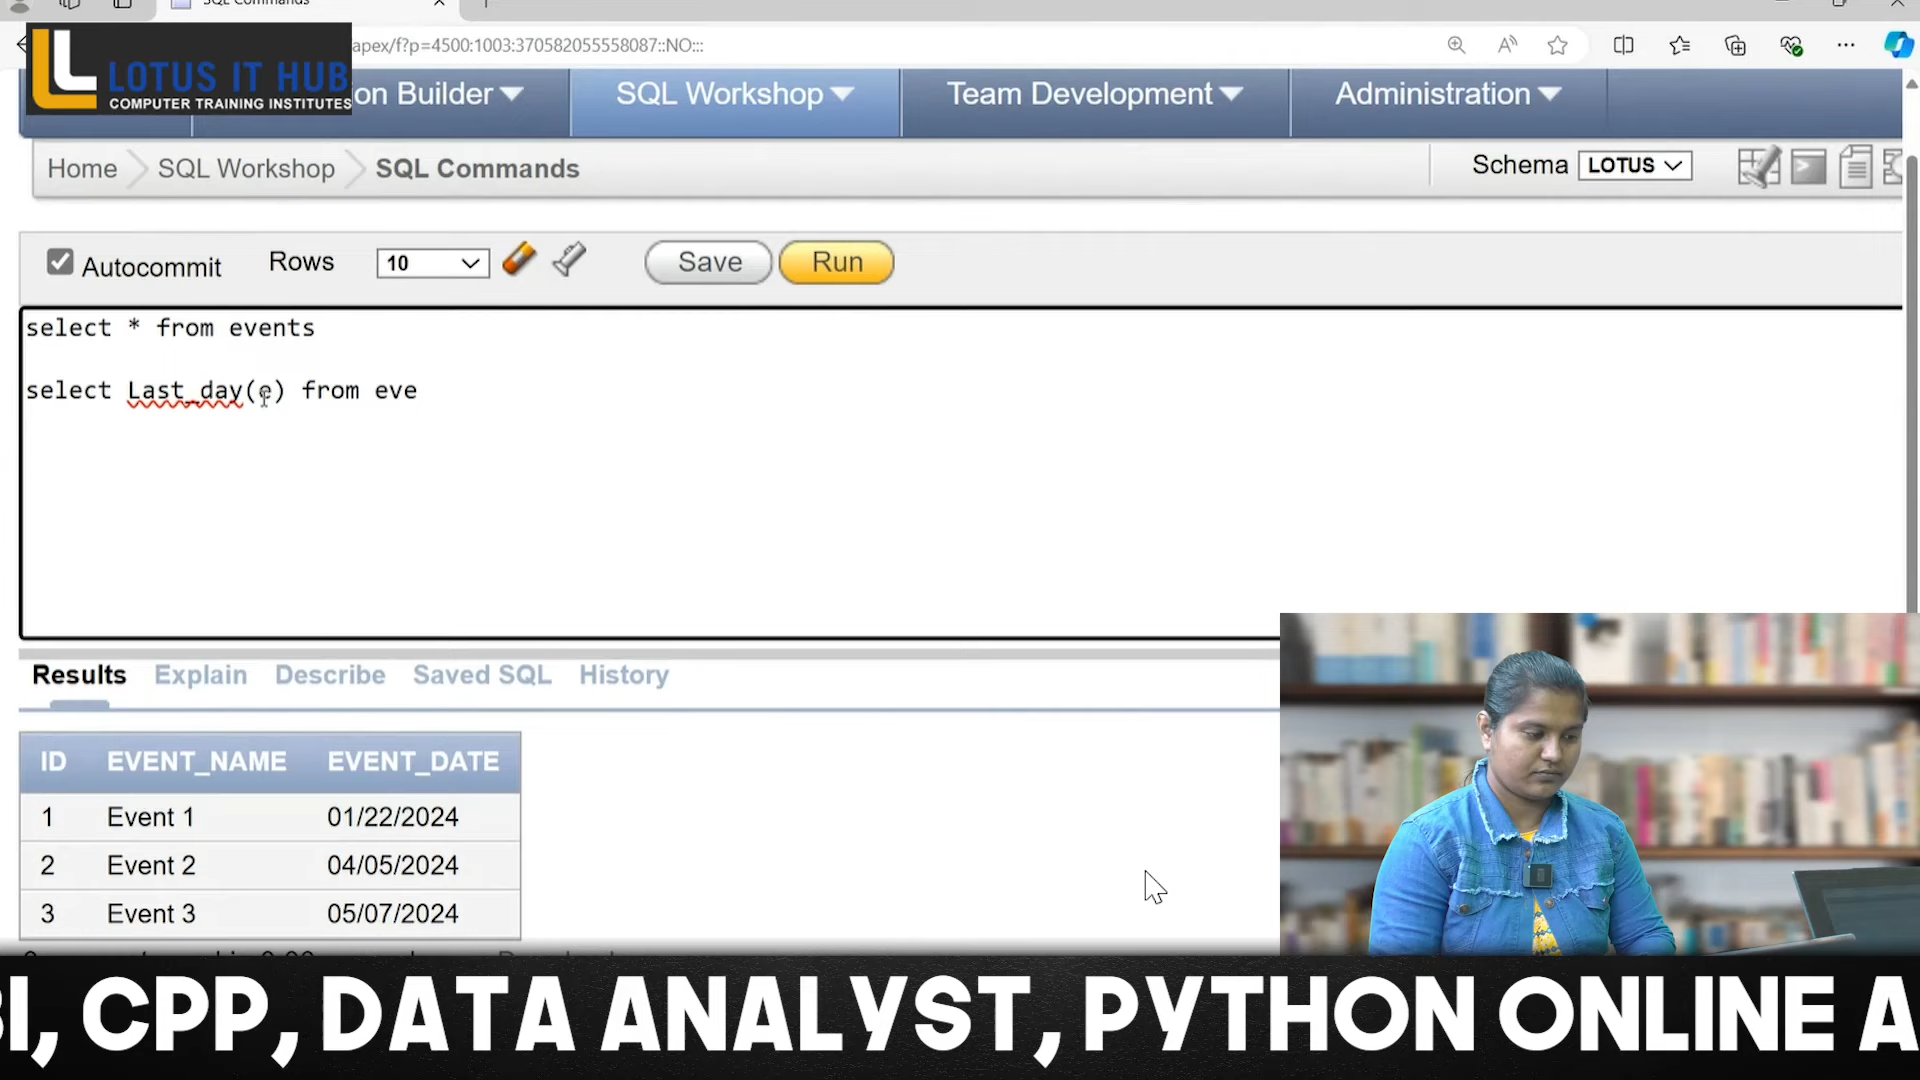 SQL Commands
apex/f?p=4500:1003:370582055558087::NO:::
LOTUS IT HUB
COMPUTER TRAINING INSTITUTES
on Builder
SQL Workshop
Team Development
Administration
Home
SQL Workshop
SQL Commands
Schema
LOTUS
Autocommit
Rows
10
Save
Run
select * from events
select Last_day(e) from eve
Results
Explain
Describe
Saved SQL
History
ID EVENT_NAME EVENT_DATE
1 Event 1 01/22/2024
2 Event 2 04/05/2024
3 Event 3 05/07/2024
BI, CPP, DATA ANALYST, PYTHON ONLINE A